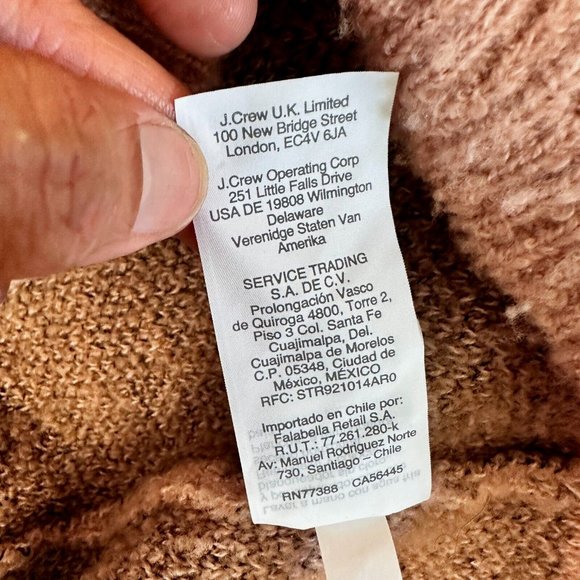 J.Crew U.K. Limited
100 New Bridge Street
London, EC4V 6JA
J.Crew Operating Corp
251 Little Falls Drive
USA DE 19808 Wilmington
Delaware
Verenidge Staten Van
Amerika
SERVICE TRADING
S.A. DE C.V.
Prolongación Vasco
de Quiroga 4800, Torre 2,
Piso 3 Col. Santa Fe
Cuajimalpa, Del.
Cuajimalpa de Morelos
C.P. 05348, Ciudad de
México, MÉXICO
RFC: STR921014AR0
Importado en Chile por:
Falabella Retail S.A.
R.U.T.: 77.261.280-k
Av: Manuel Rodriguez Norte
730, Santiago - Chile
RN77388 CA56445